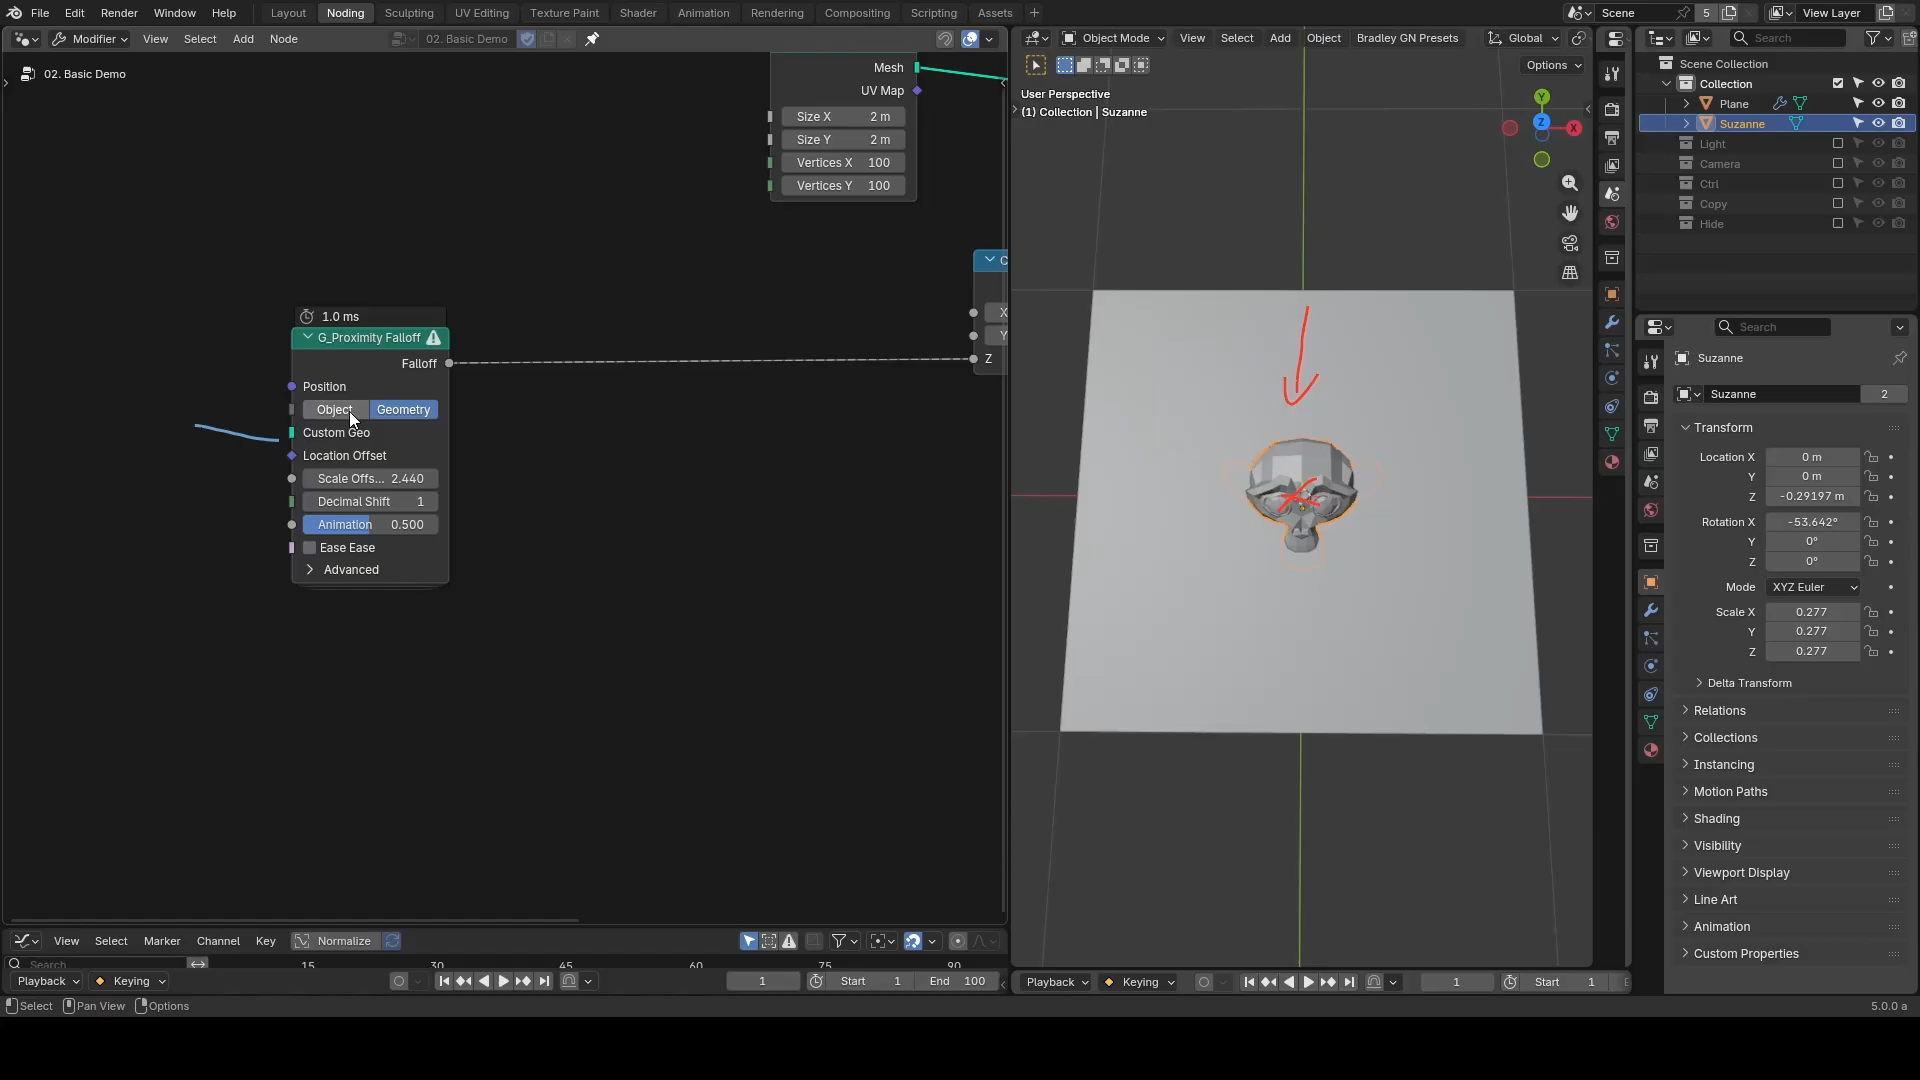 File Edit Render Window Help Layout Noding Sculpting UV Editing Texture Paint Shader Animation Rendering Compositing Scripting Assets Scene 5 View Layer
Modifier View Select Add Node 02. Basic Demo
Object Mode View Select Add Object Bradley GN Presets Global
Search
02. Basic Demo
Options
Mesh
UV Map
Size X 2 m
Size Y 2 m
Vertices X 100
Vertices Y 100
1.0 ms
G_Proximity Falloff
Falloff
Position
Object Geometry
Custom Geo
Location Offset
Scale Offs... 2.440
Decimal Shift 1
Animation 0.500
Ease Ease
Advanced
C
X
Y
Z
User Perspective
(1) Collection | Suzanne
Y
Z
X
Scene Collection
Collection
Plane
Suzanne
Light
Camera
Ctrl
Copy
Hide
Search
Suzanne
Suzanne 2
Transform
Location X 0 m
Y 0 m
Z -0.29197 m
Rotation X -53.642°
Y 0°
Z 0°
Mode XYZ Euler
Scale X 0.277
Y 0.277
Z 0.277
Delta Transform
Relations
Collections
Instancing
Motion Paths
Shading
Visibility
Viewport Display
Line Art
Animation
Custom Properties
View Select Marker Channel Key Normalize
Search 15 30 45 60 75 90
Playback Keying 1 Start 1 End 100
Playback Keying 1 Start 1
Select Pan View Options 5.0.0 a